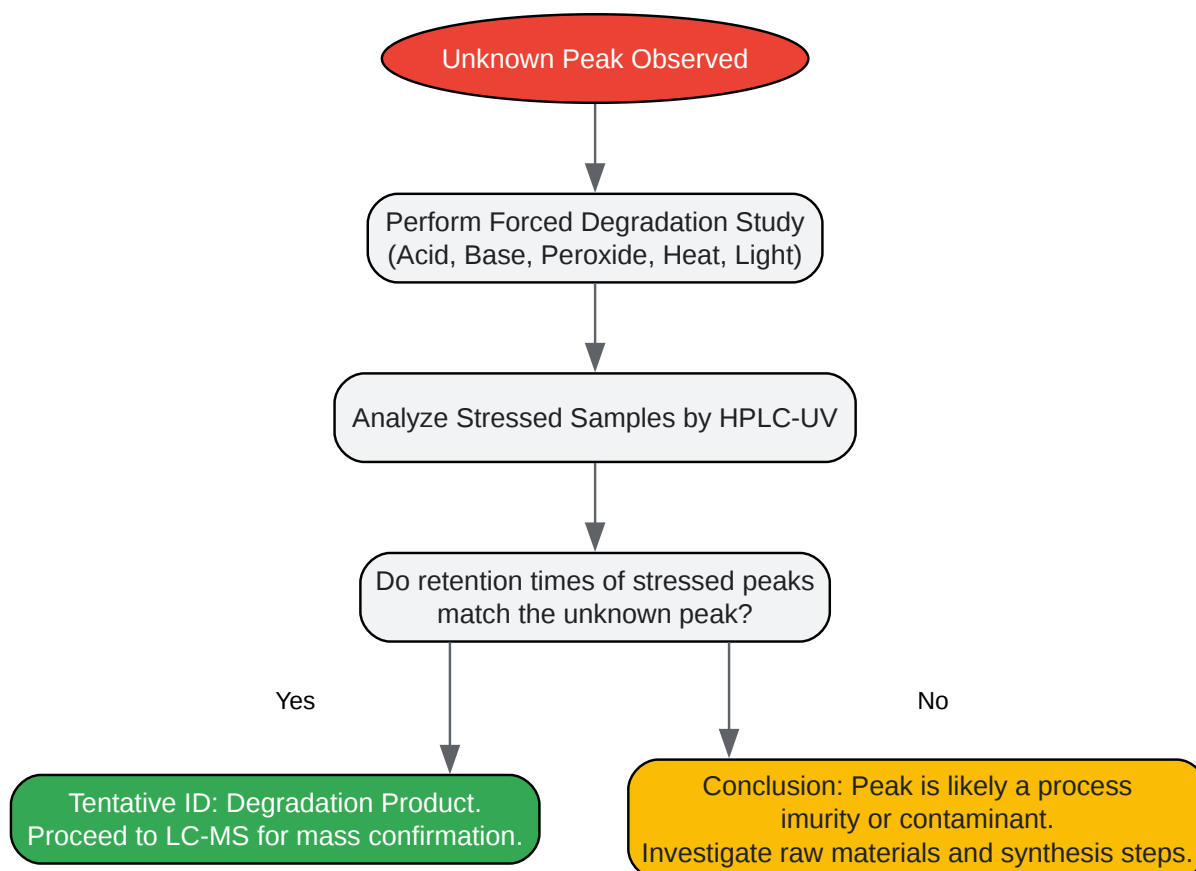 Unknown Peak Observed
Perform Forced Degradation Study
(Acid, Base, Peroxide, Heat, Light)
Analyze Stressed Samples by HPLC-UV
Do retention times of stressed peaks
match the unknown peak?
Yes
No
Tentative ID: Degradation Product.
Proceed to LC-MS for mass confirmation.
Conclusion: Peak is likely a process
imurity or contaminant.
Investigate raw materials and synthesis steps.